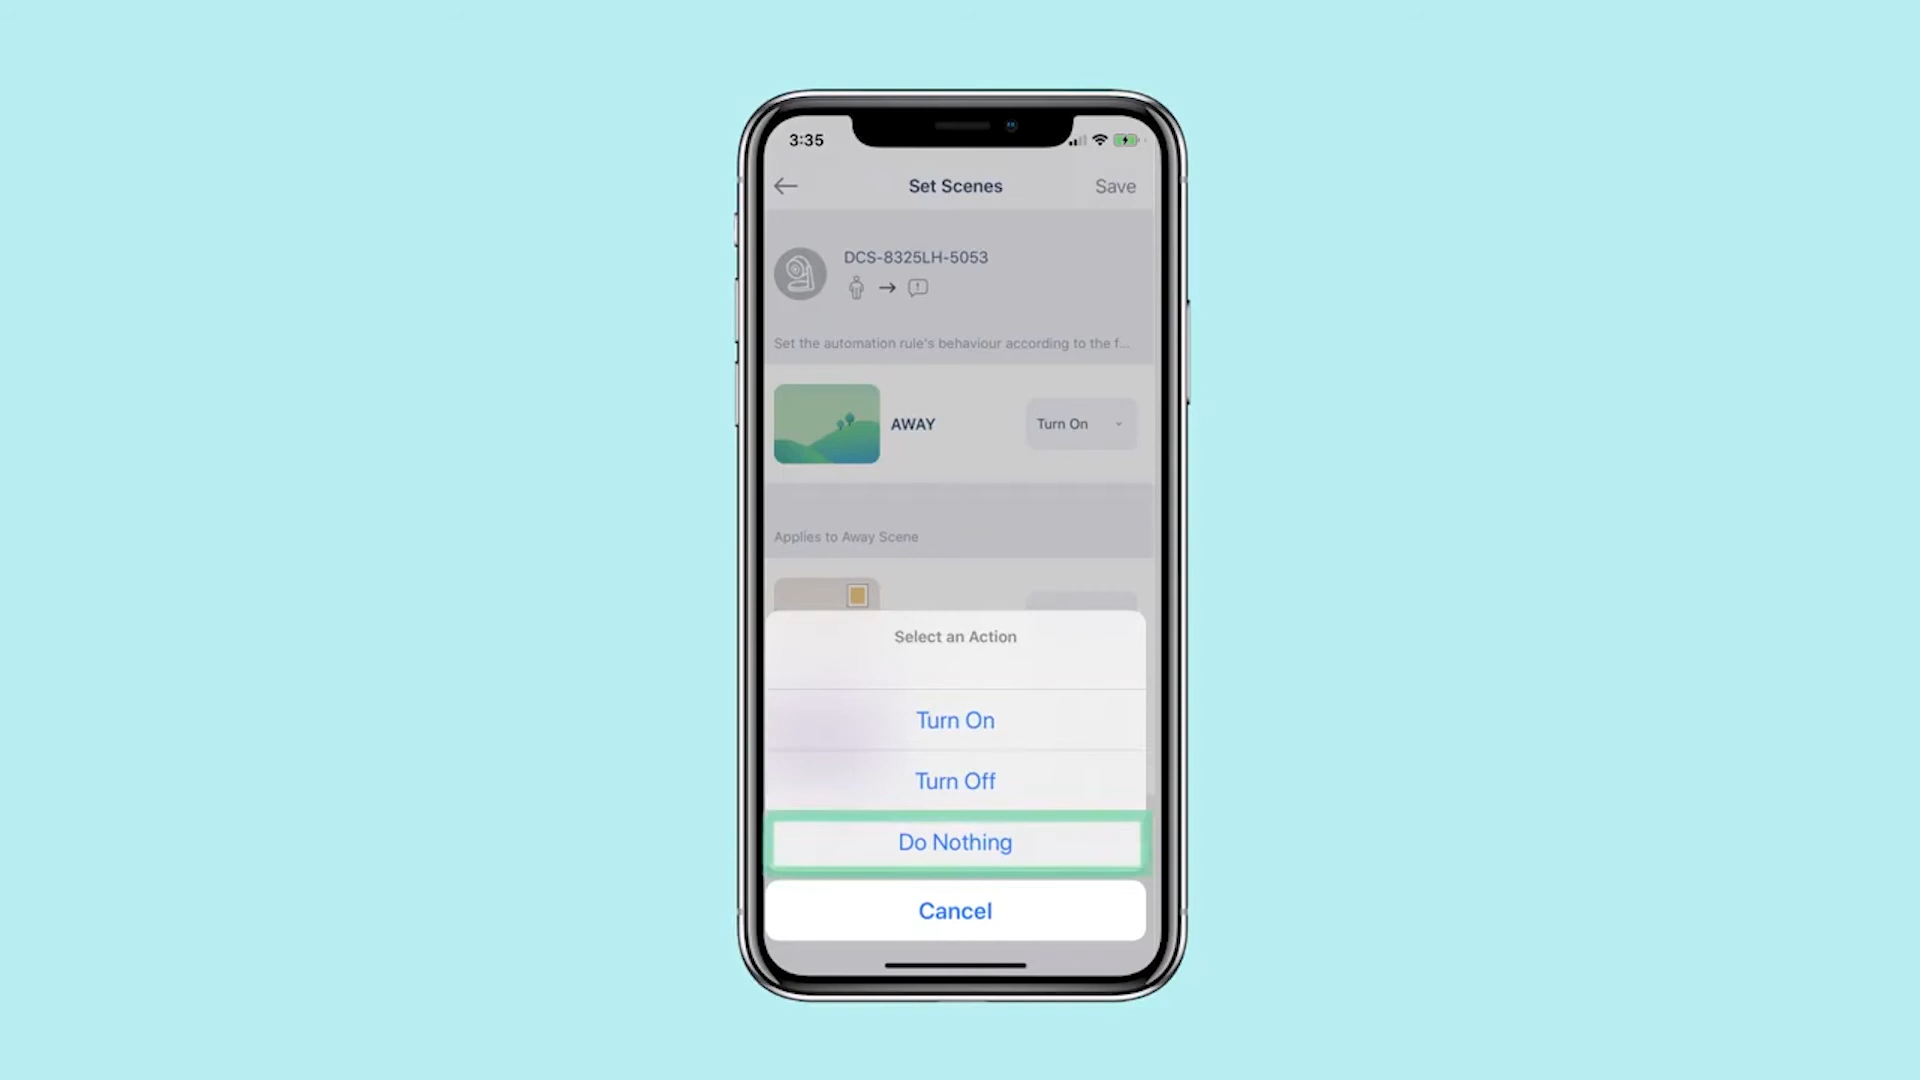 3:35
Set Scenes
Save
DCS-8325LH-5053
Set the automation rule's behaviour according to the f...
AWAY
Turn On
Applies to Away Scene
Select an Action
Turn On
Turn Off
Do Nothing
Cancel